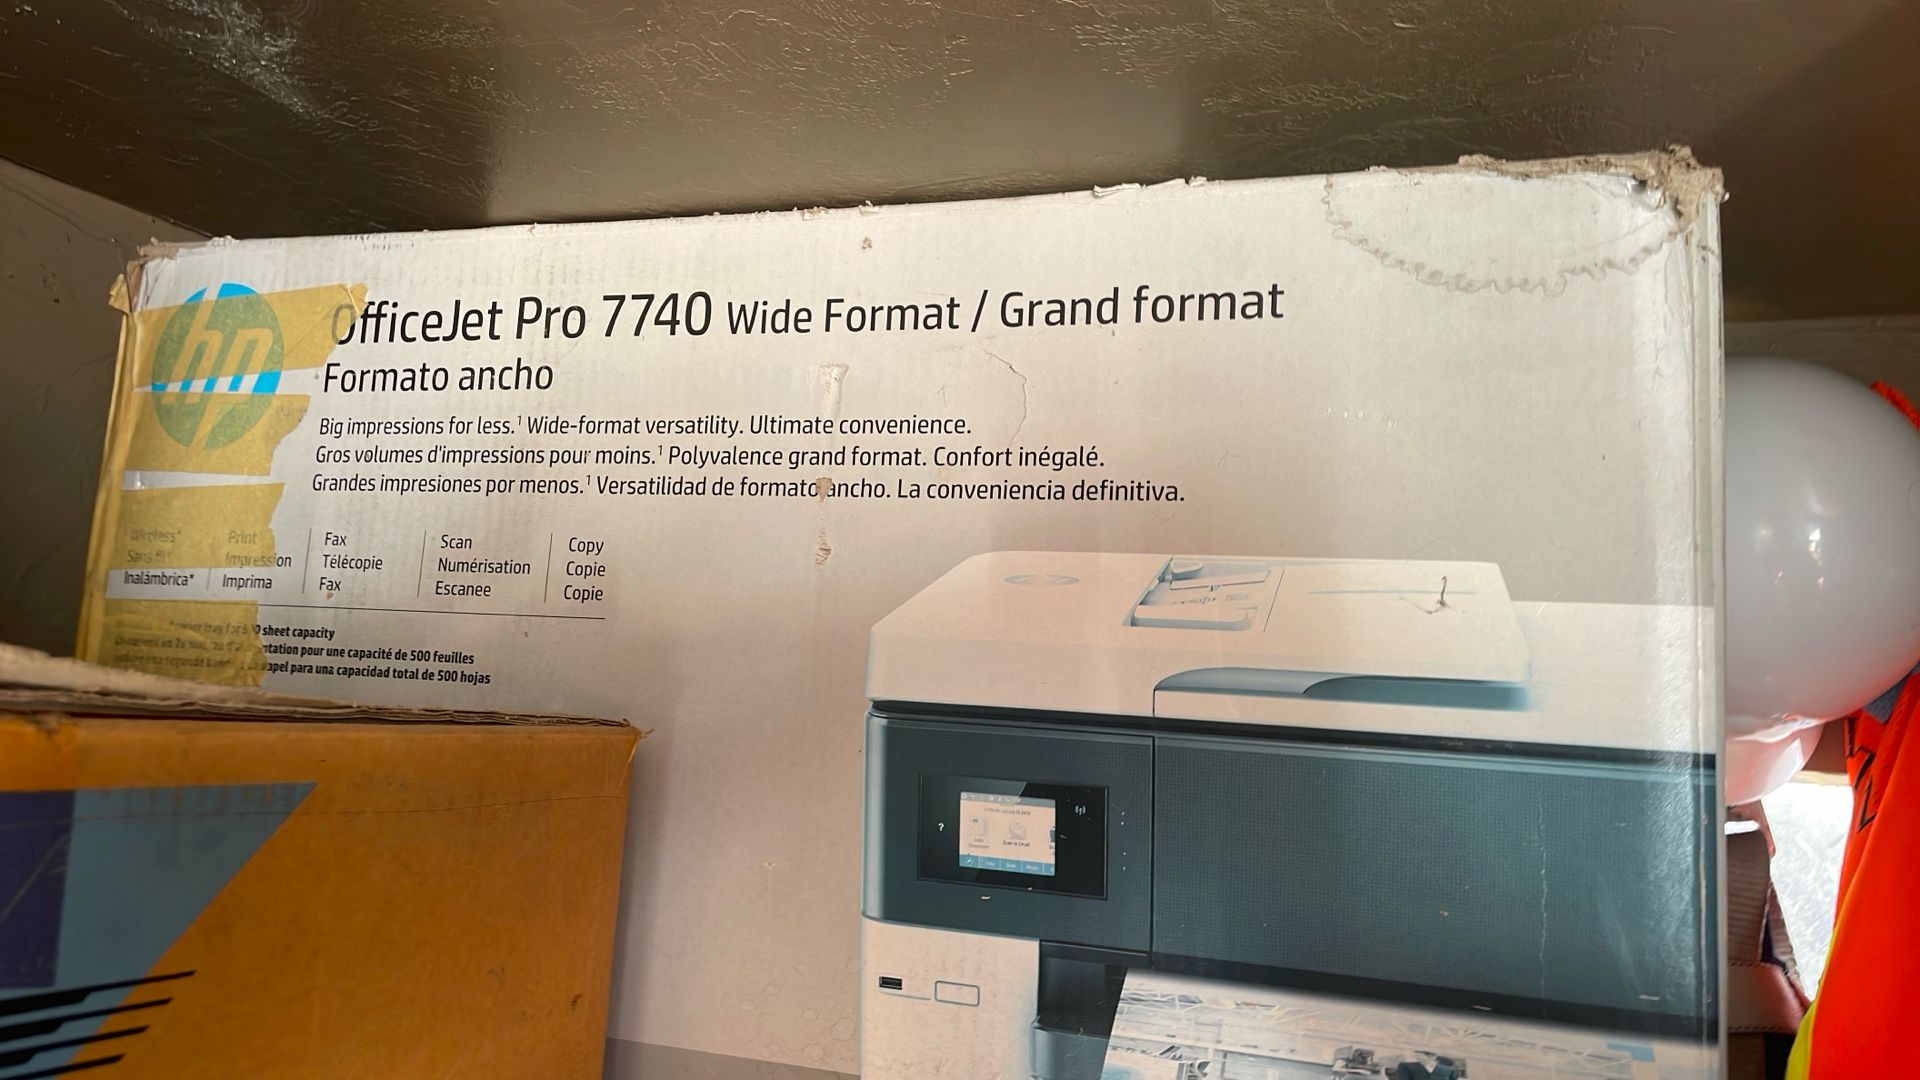 hp
OfficeJet Pro 7740 Wide Format / Grand format
Formato ancho
Big impressions for less.¹ Wide-format versatility. Ultimate convenience.
Gros volumes d'impressions pour moins.¹ Polyvalence grand format. Confort inégalé.
Grandes impresiones por menos.¹ Versatilidad de formato ancho. La conveniencia definitiva.
Wireless*
Sans fil*
Inalámbrica*
Print
Impression
Imprima
Fax
Télécopie
Fax
Scan
Numérisation
Escanee
Copy
Copie
Copie
sheet capacity
pour une capacité de 500 feuilles
para una capacidad total de 500 hojas
?